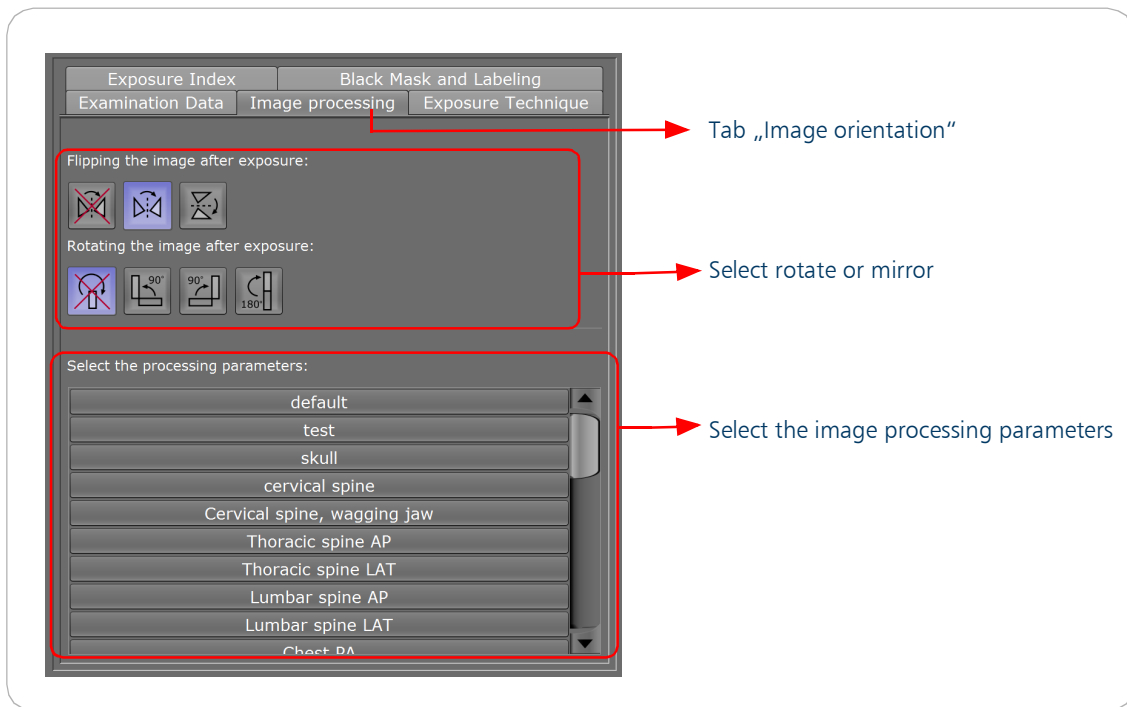 Exposure Index
Black Mask and Labeling
Examination Data
Image processing
Exposure Technique
Tab „Image orientation“
Flipping the image after exposure:
Rotating the image after exposure:
90°
90°
180°
Select rotate or mirror
Select the processing parameters:
default
test
skull
cervical spine
Cervical spine, wagging jaw
Thoracic spine AP
Thoracic spine LAT
Lumbar spine AP
Lumbar spine LAT
Chest PA
Select the image processing parameters